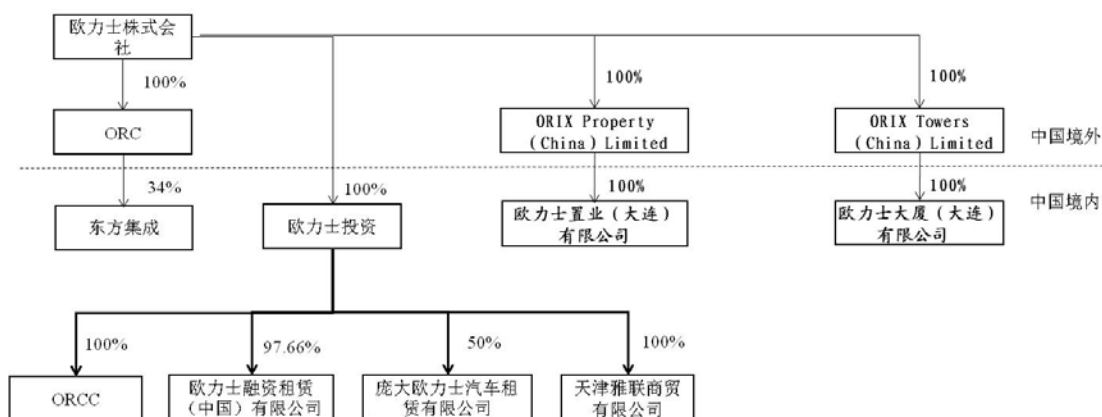 欧力士株式会
社
100%
100%
100%
ORC
ORIX Property
(China) Limited
ORIX Towers
(China) Limited
中国境外
34%
100%
100%
100%
中国境内
东方集成
欧力士投资
欧力士置业（大连）
有限公司
欧力士大厦（大连）
有限公司
100%
97.66%
50%
100%
ORCC
欧力士融资租赁
（中国）有限公司
庞大欧力士汽车租
赁有限公司
天津雅联商贸
有限公司